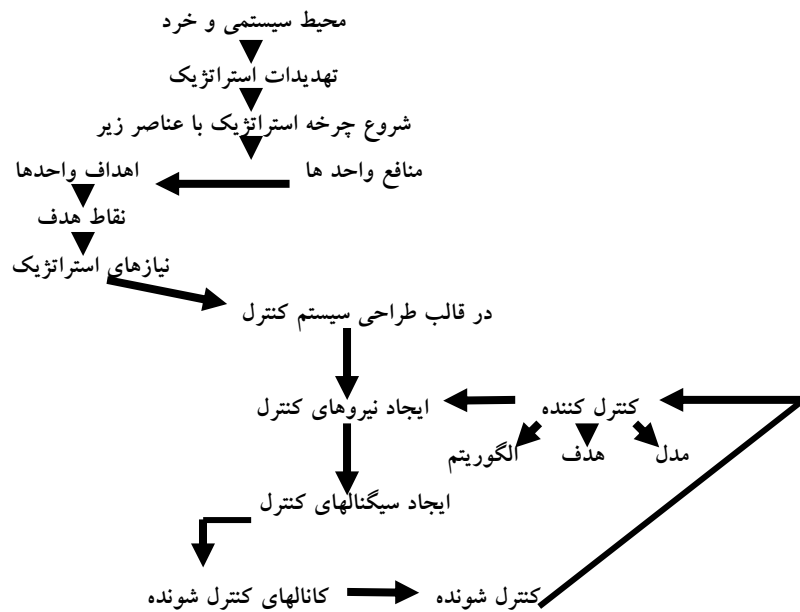 محیط سیستمی و خرد
تهدیدات استراتژیک
شروع چرخه استراتژیک با عناصر زیر
منافع واحد ها
اهداف واحدها
نقاط هدف
نیازهای استراتژیک
در قالب طراحی سیستم کنترل
کنترل کننده
ایجاد نیروهای کنترل
مدل
هدف
الگوریتم
ایجاد سیگنالهای کنترل
کانالهای کنترل شونده
کنترل شونده